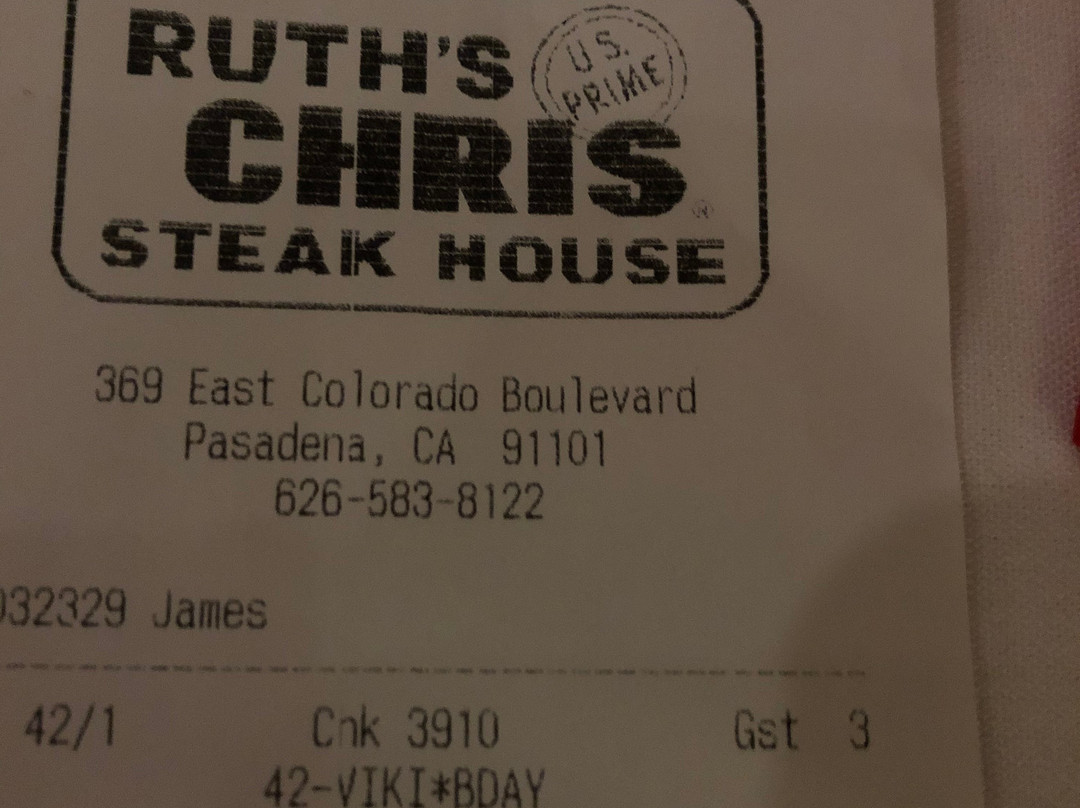 RUTH'S
U.S.
PRIME
CHRIS
®
STEAK HOUSE
369 East Colorado Boulevard
Pasadena, CA 91101
626-583-8122
032329 James
42/1 Chk 3910 Gst 3
42-VIKI*BDAY